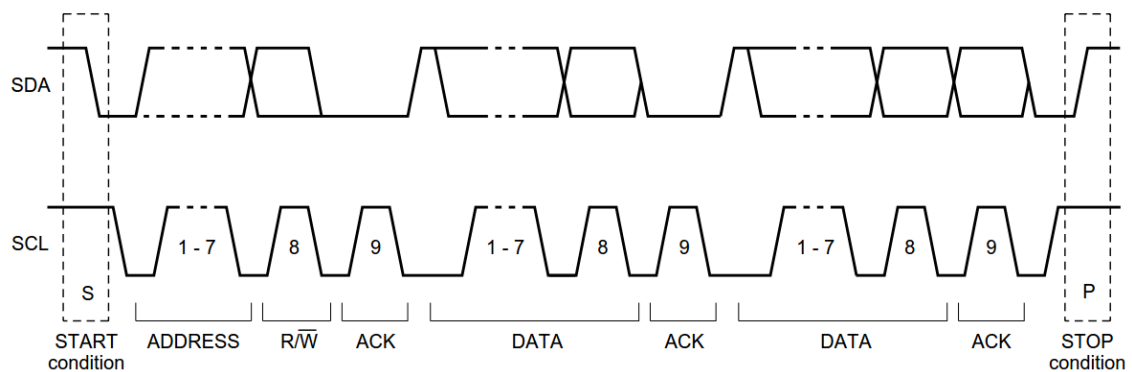 SDA
SCL
1 - 7
8
9
1 - 7
8
9
1 - 7
8
9
S
P
START
condition
ADDRESS
R/W̅
ACK
DATA
ACK
DATA
ACK
STOP
condition